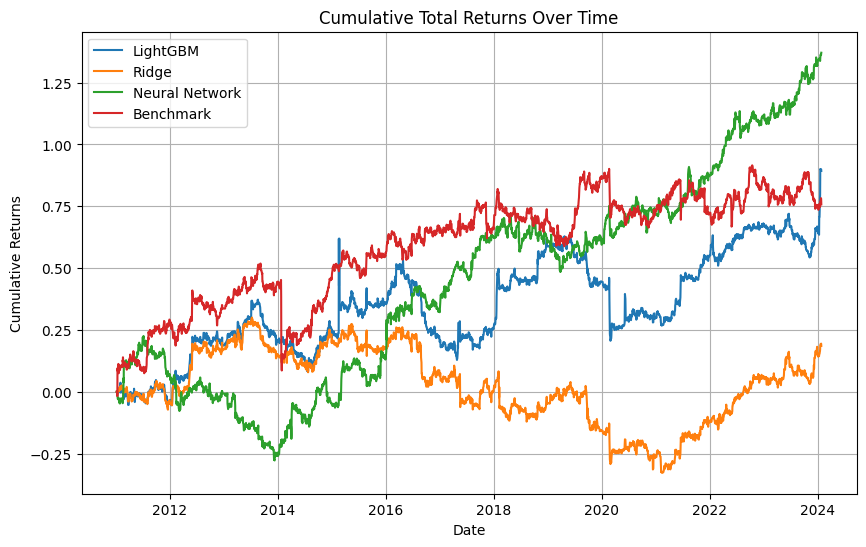 Cumulative Total Returns Over Time
LightGBM
Ridge
Neural Network
Benchmark
Cumulative Returns
1.25
1.00
0.75
0.50
0.25
0.00
−0.25
2012
2014
2016
2018
2020
2022
2024
Date